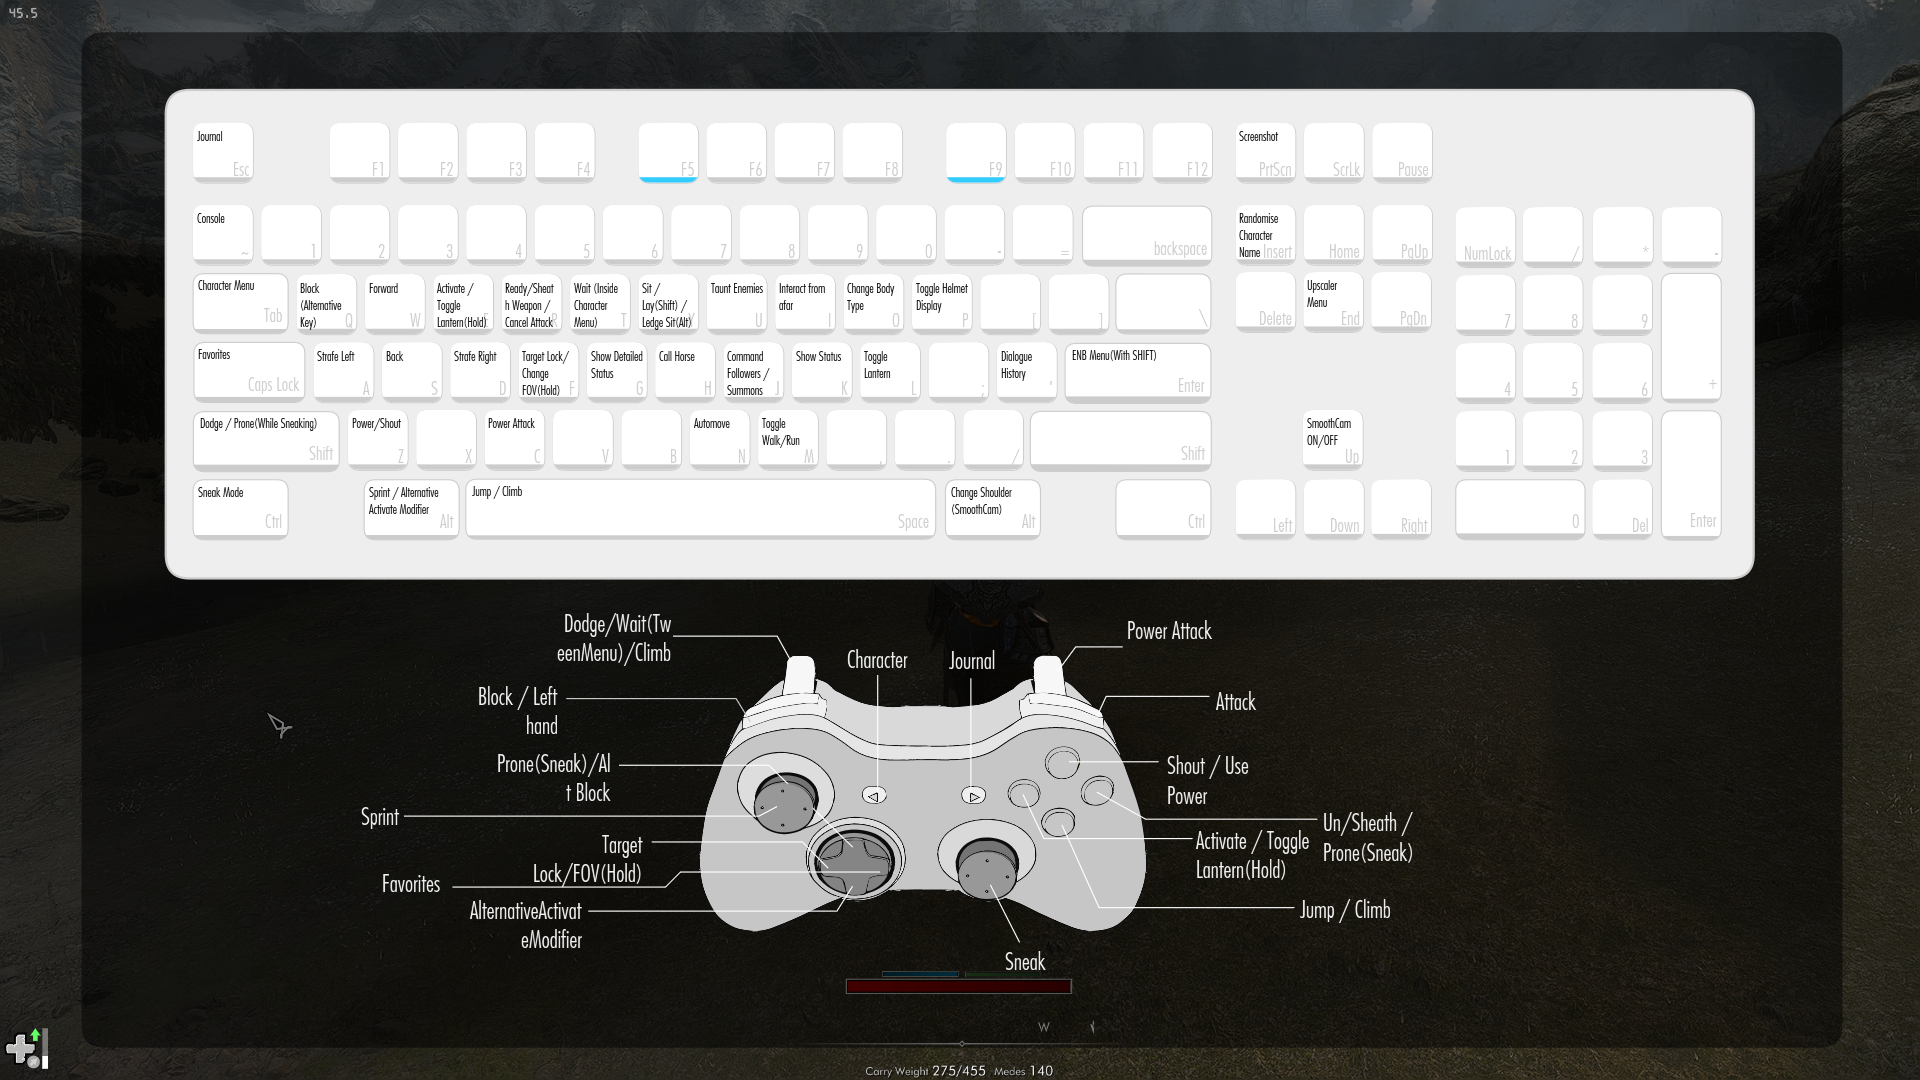 45.5
Journal
Esc
F1
F2
F3
F4
F5
F6
F7
F8
F9
F10
F11
F12
Screenshot
PrtScn
ScrLk
Pause
Console
~
1
2
3
4
5
6
7
8
9
0
-
=
backspace
Randomise
Character
Name
Insert
Home
PgUp
NumLock
/
*
-
Character Menu
Tab
Block
(Alternative
Key)
Q
Forward
W
Activate /
Toggle
Lantern(Hold)
Ready/Sheat
h Weapon /
Cancel Attack
R
Wait (Inside
Character
Menu)
T
Sit /
Lay(Shift) /
Ledge Sit(Alt)
Taunt Enemies
U
Interact from
afar
I
Change Body
Type
O
Toggle Helmet
Display
P
[
]
\
Delete
Upscaler
Menu
End
PgDn
7
8
9
+
Favorites
Caps Lock
Strafe Left
A
Back
S
Strafe Right
D
Target Lock/
Change
FOV(Hold)
F
Show Detailed
Status
G
Call Horse
H
Command
Followers /
Summons
J
Show Status
K
Toggle
Lantern
L
;
Dialogue
History
'
ENB Menu(With SHIFT)
Enter
4
5
6
Dodge / Prone(While Sneaking)
Shift
Power/Shout
Z
X
Power Attack
C
V
B
Automove
N
Toggle
Walk/Run
M
,
.
/
Shift
SmoothCam
ON/OFF
Up
1
2
3
Enter
Sneak Mode
Ctrl
Sprint / Alternative
Activate Modifier
Alt
Jump / Climb
Space
Change Shoulder
(SmoothCam)
Alt
Ctrl
Left
Down
Right
0
Del
Dodge/Wait(Tw
eenMenu)/Climb
Character
Journal
Power Attack
Block / Left
hand
Attack
Prone(Sneak)/Al
t Block
Shout / Use
Power
Sprint
Un/Sheath /
Prone(Sneak)
Target
Lock/FOV(Hold)
Activate / Toggle
Lantern(Hold)
Favorites
AlternativeActivat
eModifier
Jump / Climb
Sneak
W
Carry Weight 275/455 Medes 140